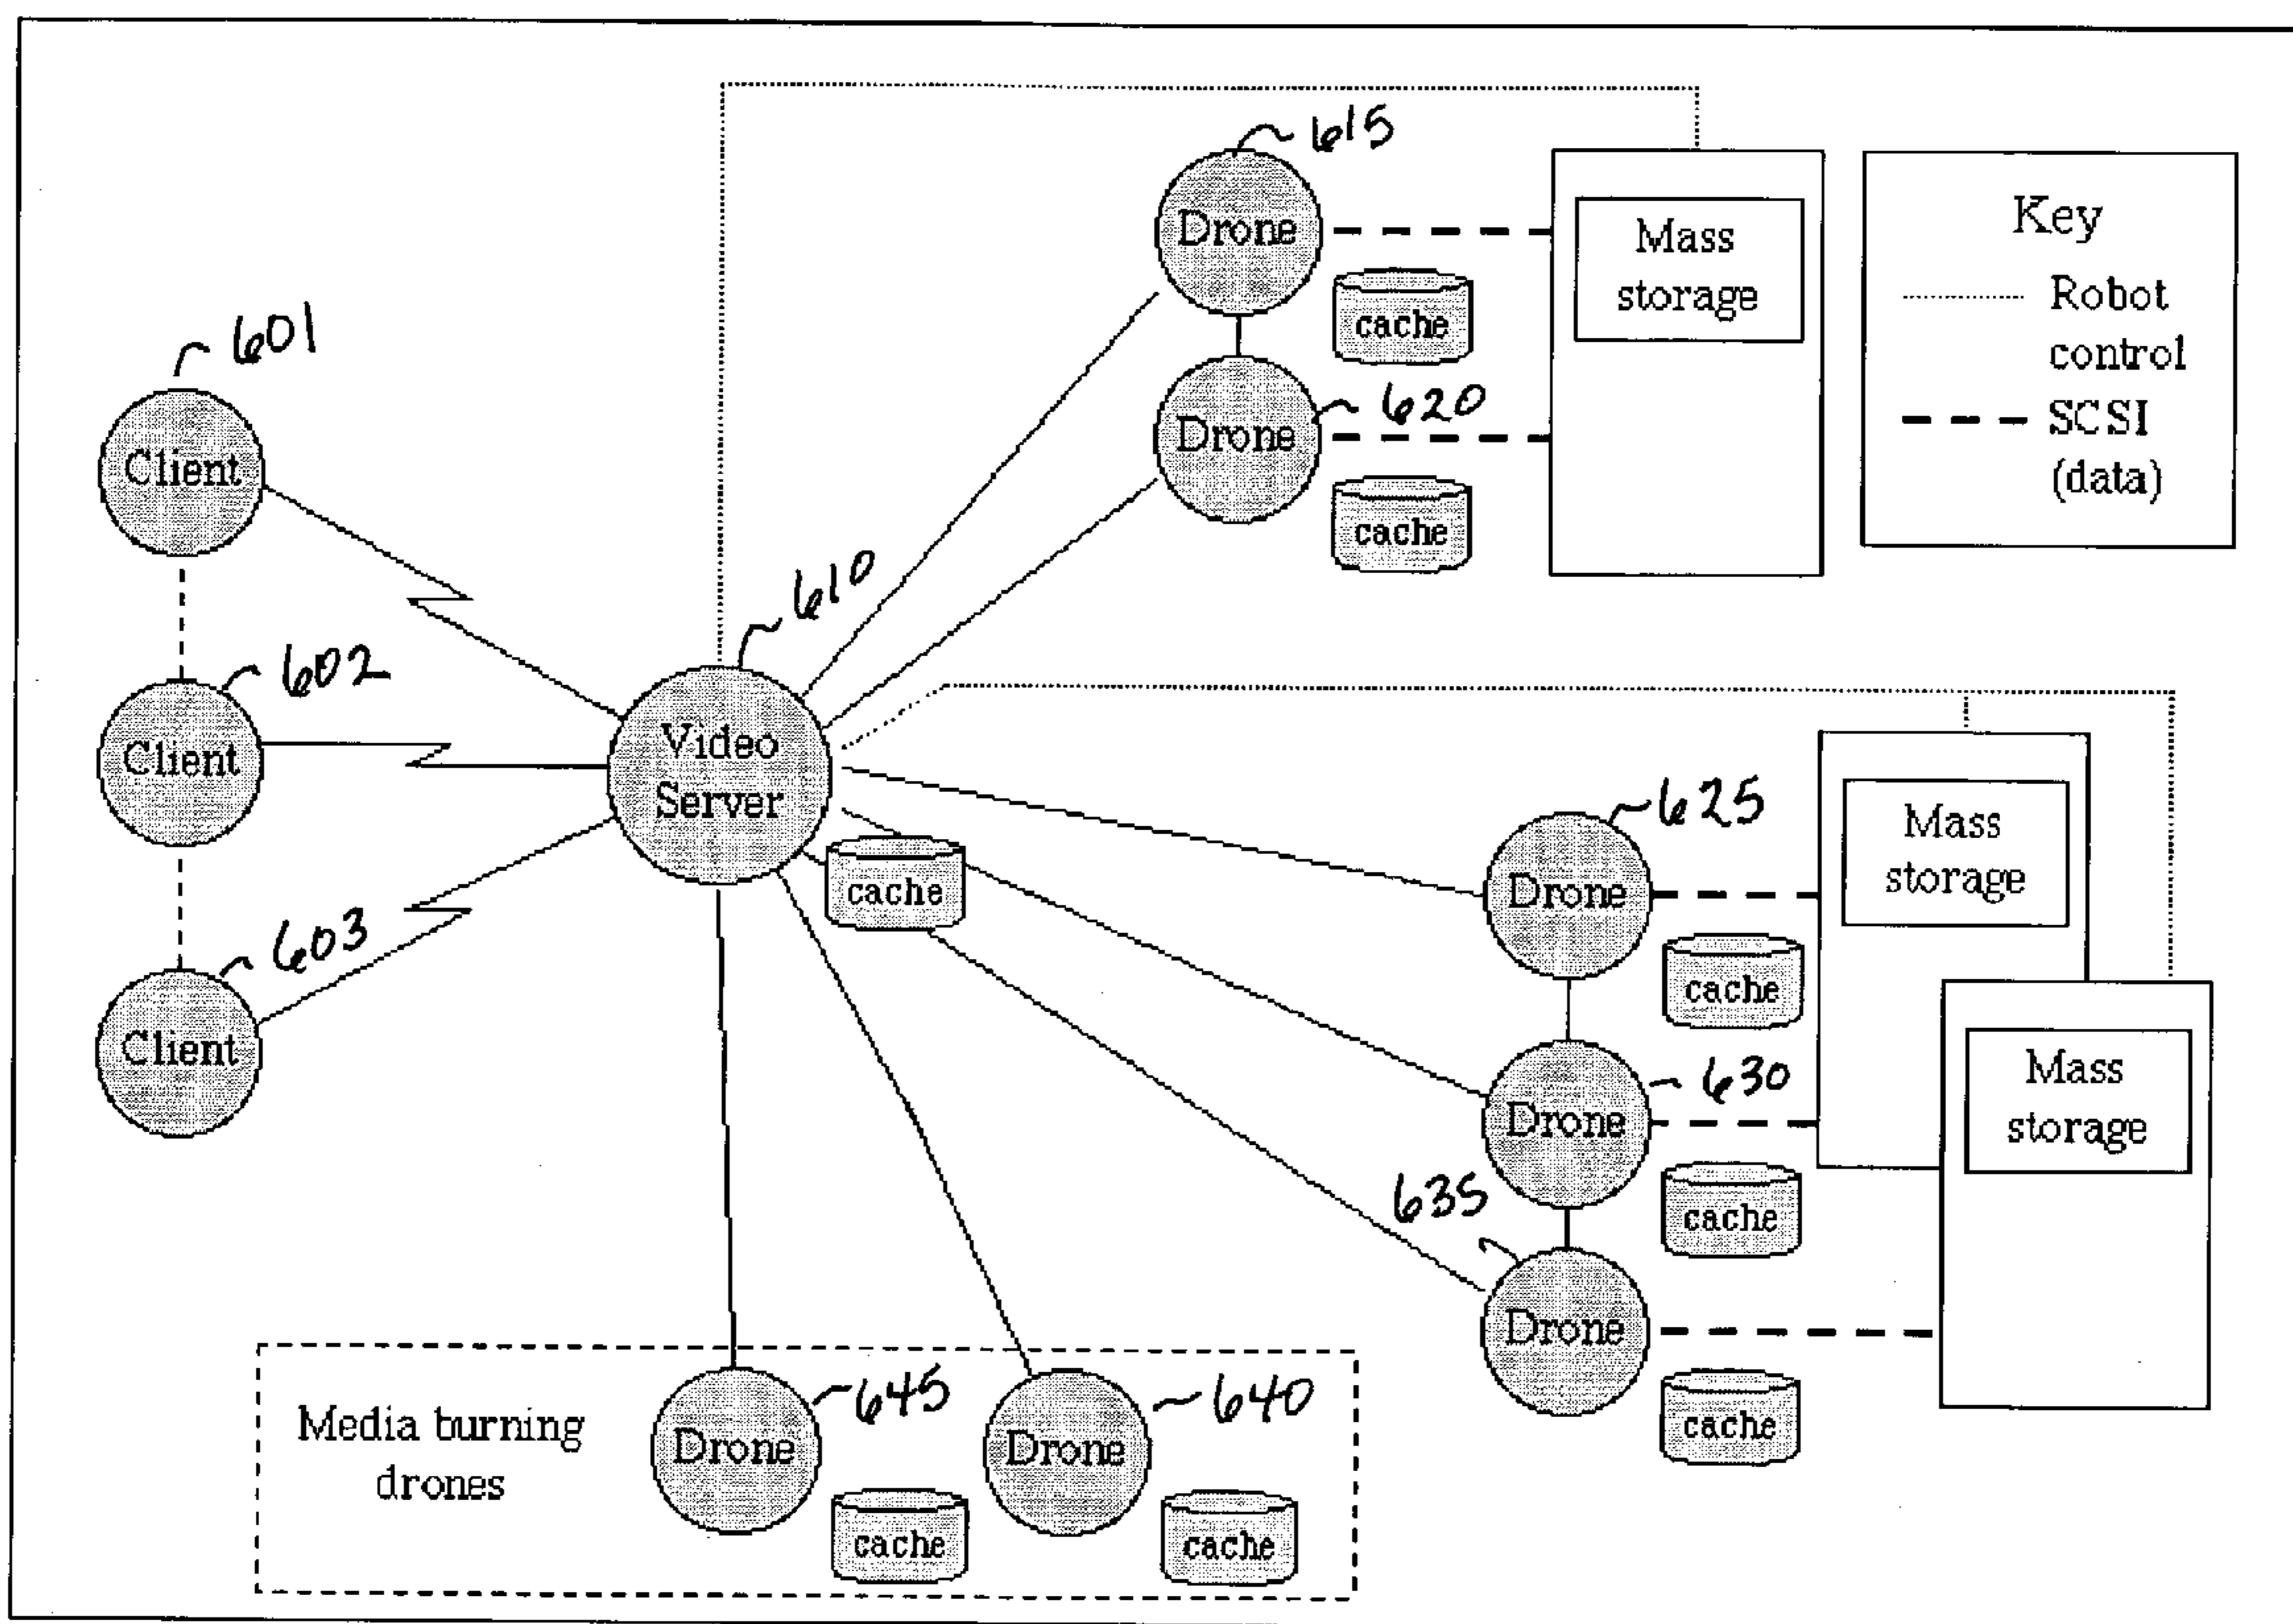 615
Drone
Mass
storage
cache
Key
Robot
control
SCSI
(data)
620
Drone
cache
601
Client
602
Client
603
Client
610
Video
Server
cache
625
Drone
cache
Mass
storage
630
Drone
cache
Mass
storage
635
Drone
cache
Media burning
drones
645
Drone
cache
640
Drone
cache